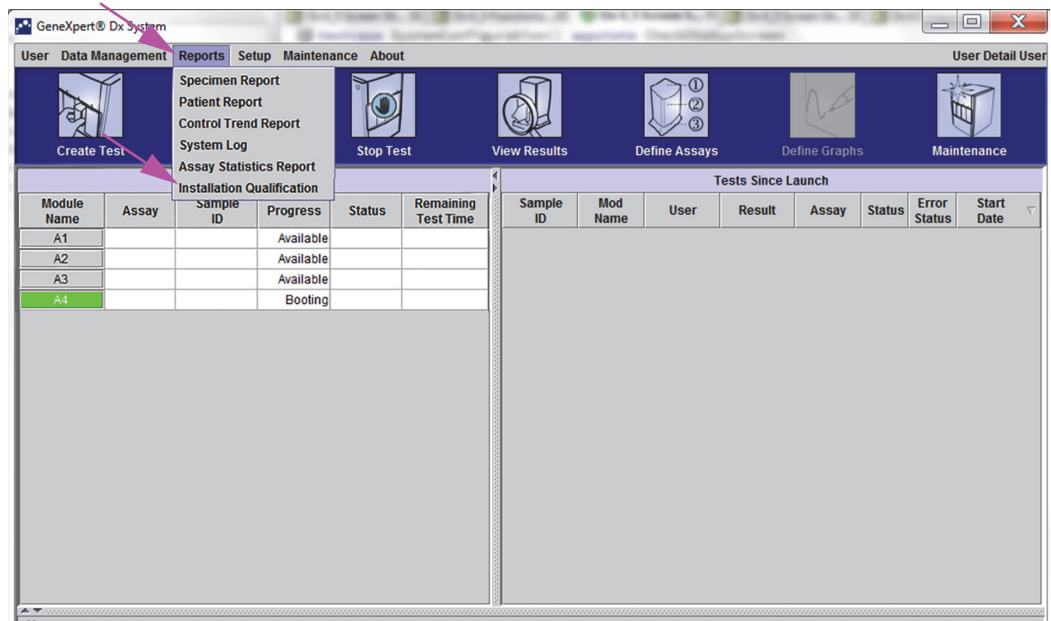 GeneXpert® Dx System
User Data Management Reports Setup Maintenance About User Detail User
Specimen Report
Patient Report
Control Trend Report
System Log
Assay Statistics Report
Installation Qualification
Create Test
Stop Test
View Results
①
②
③
Define Assays
Define Graphs
Maintenance
Module Name Assay Sample ID Progress Status Remaining Test Time
A1 Available
A2 Available
A3 Available
A4 Booting
Tests Since Launch
Sample ID Mod Name User Result Assay Status Error Status Start Date